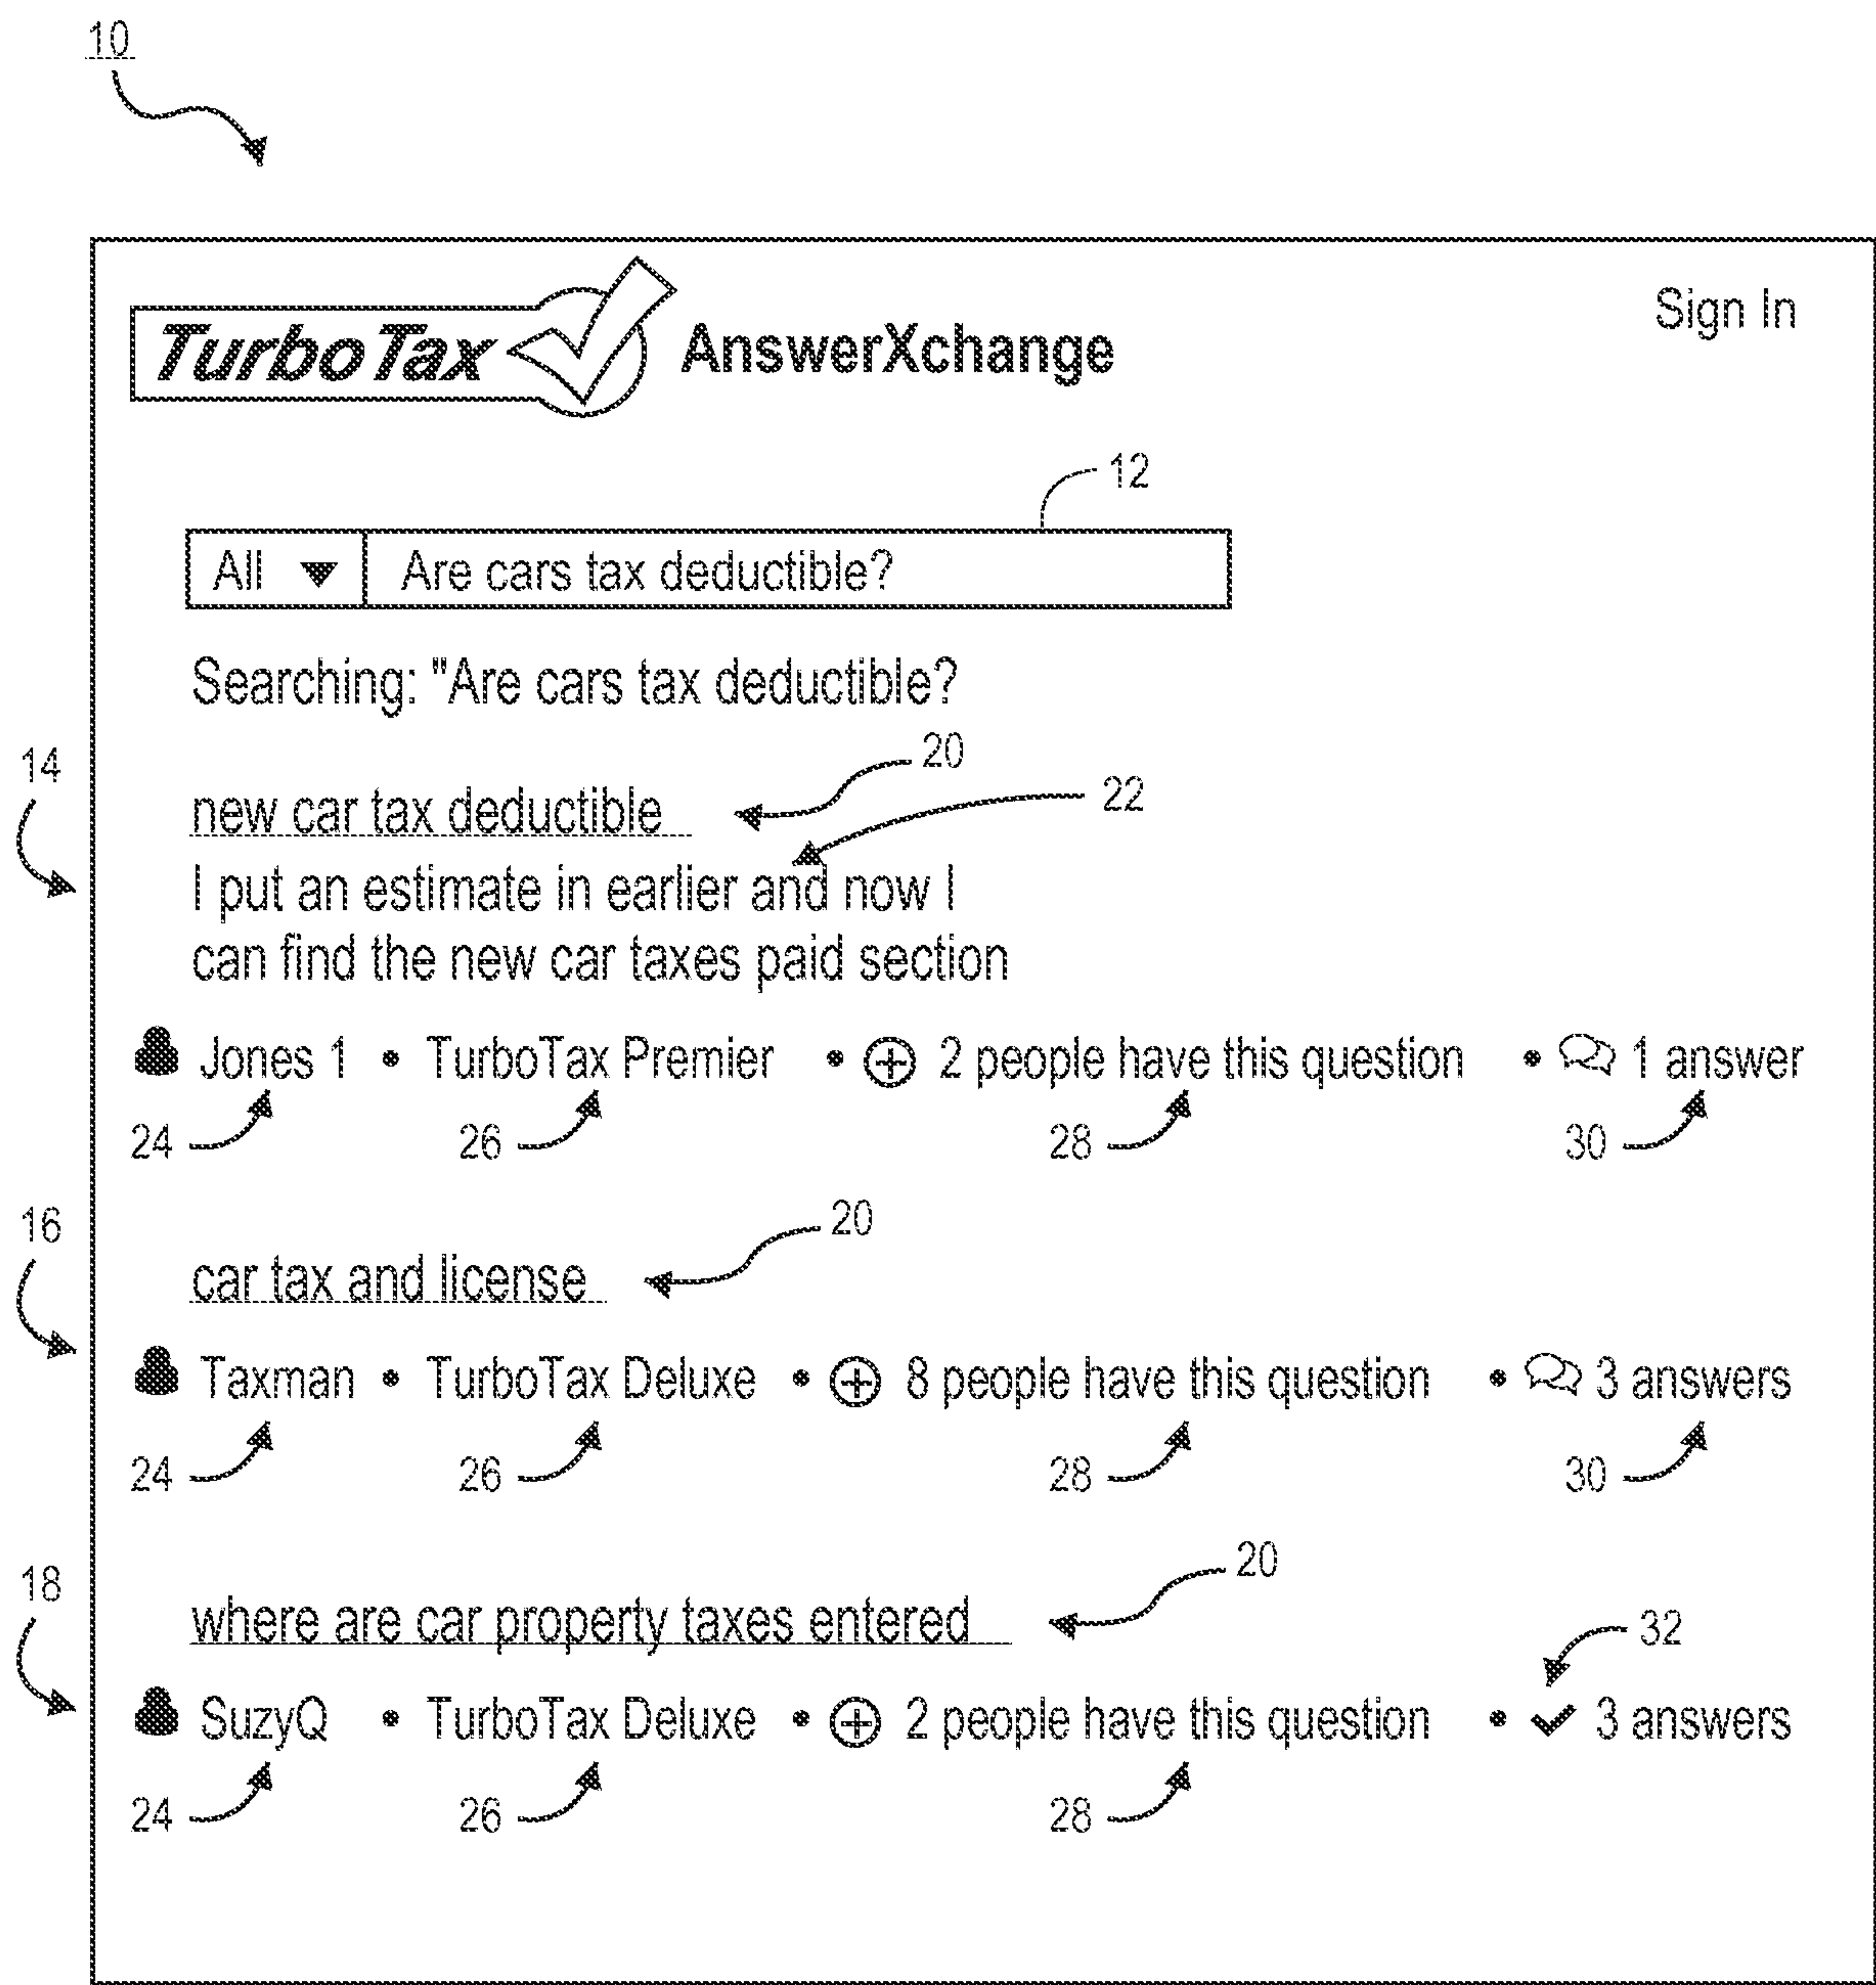 10
TurboTax AnswerXchange
Sign In
12
All Are cars tax deductible?
Searching: "Are cars tax deductible?
14
20
new car tax deductible
22
I put an estimate in earlier and now I
can find the new car taxes paid section
Jones 1 • TurboTax Premier • 2 people have this question • 1 answer
24 26 28 30
16
20
car tax and license
Taxman • TurboTax Deluxe • 8 people have this question • 3 answers
24 26 28 30
18
20
where are car property taxes entered
32
SuzyQ • TurboTax Deluxe • 2 people have this question • 3 answers
24 26 28